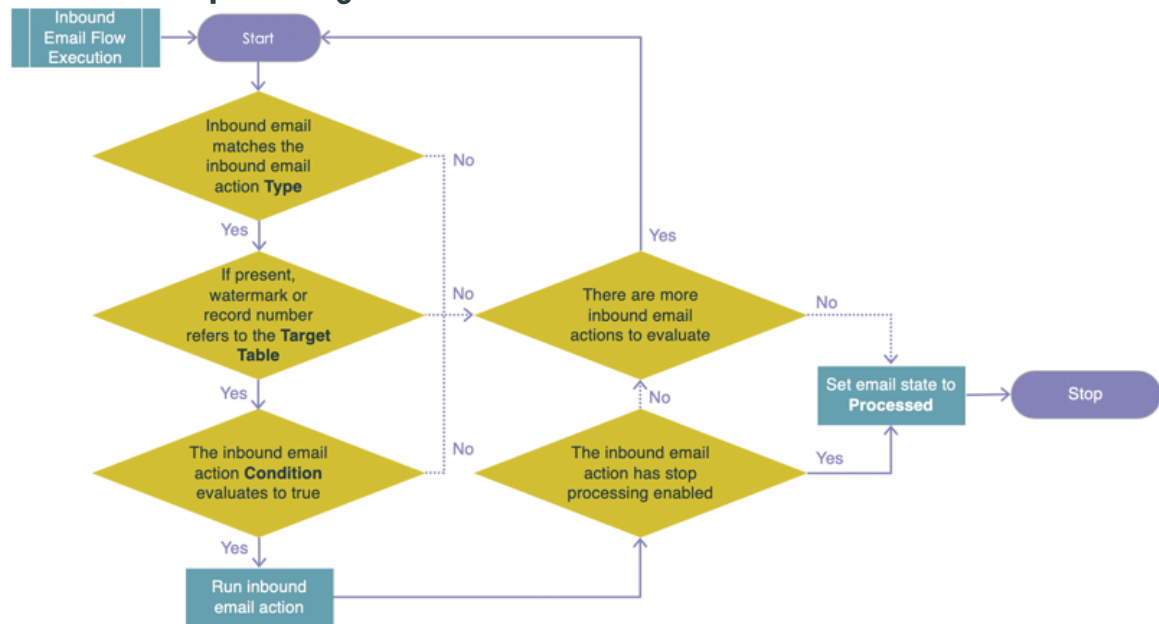 Inbound
Email Flow
Execution
Start
Inbound email
matches the
inbound email
action Type
No
Yes
If present,
watermark or
record number
refers to the Target
Table
No
Yes
The inbound email
action Condition
evaluates to true
No
Yes
Run inbound
email action
Yes
There are more
inbound email
actions to evaluate
No
No
The inbound email
action has stop
processing enabled
Yes
Set email state to
Processed
Stop